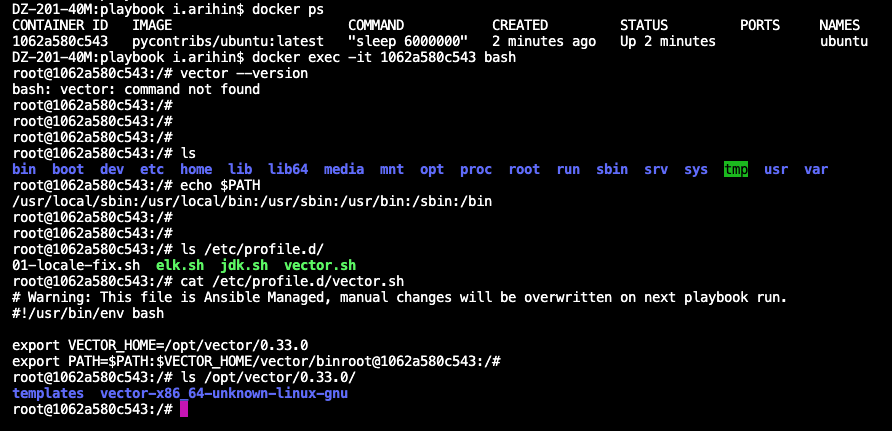 DZ-201-40M:playbook i.arihin$ docker ps
CONTAINER ID   IMAGE                      COMMAND           CREATED         STATUS         PORTS     NAMES
1062a580c543   pycontribs/ubuntu:latest   "sleep 6000000"   2 minutes ago   Up 2 minutes             ubuntu
DZ-201-40M:playbook i.arihin$ docker exec -it 1062a580c543 bash
root@1062a580c543:/# vector --version
bash: vector: command not found
root@1062a580c543:/#
root@1062a580c543:/#
root@1062a580c543:/#
root@1062a580c543:/# ls
bin  boot  dev  etc  home  lib  lib64  media  mnt  opt  proc  root  run  sbin  srv  sys  tmp  usr  var
root@1062a580c543:/# echo $PATH
/usr/local/sbin:/usr/local/bin:/usr/sbin:/usr/bin:/sbin:/bin
root@1062a580c543:/#
root@1062a580c543:/#
root@1062a580c543:/# ls /etc/profile.d/
01-locale-fix.sh  elk.sh  jdk.sh  vector.sh
root@1062a580c543:/# cat /etc/profile.d/vector.sh
# Warning: This file is Ansible Managed, manual changes will be overwritten on next playbook run.
#!/usr/bin/env bash

export VECTOR_HOME=/opt/vector/0.33.0
export PATH=$PATH:$VECTOR_HOME/vector/binroot@1062a580c543:/#
root@1062a580c543:/# ls /opt/vector/0.33.0/
templates  vector-x86_64-unknown-linux-gnu
root@1062a580c543:/#